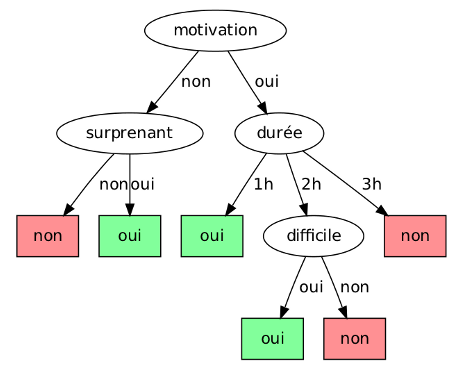 motivation
non oui
surprenant durée
non oui 1h 2h 3h
non oui oui difficile non
oui non
oui non